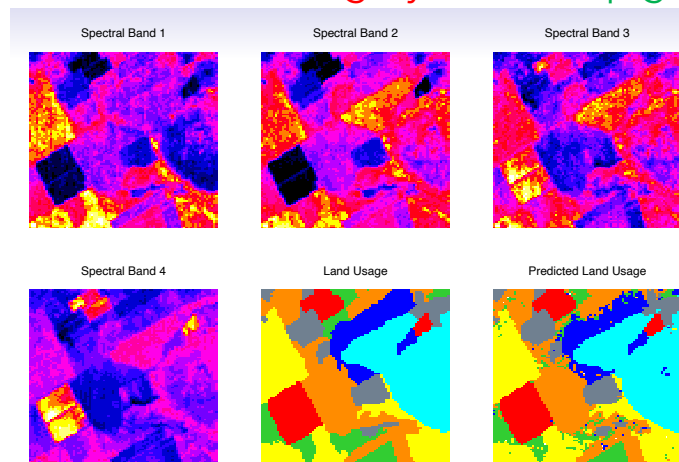 Spectral Band 1
Spectral Band 2
Spectral Band 3
Spectral Band 4
Land Usage
Predicted Land Usage